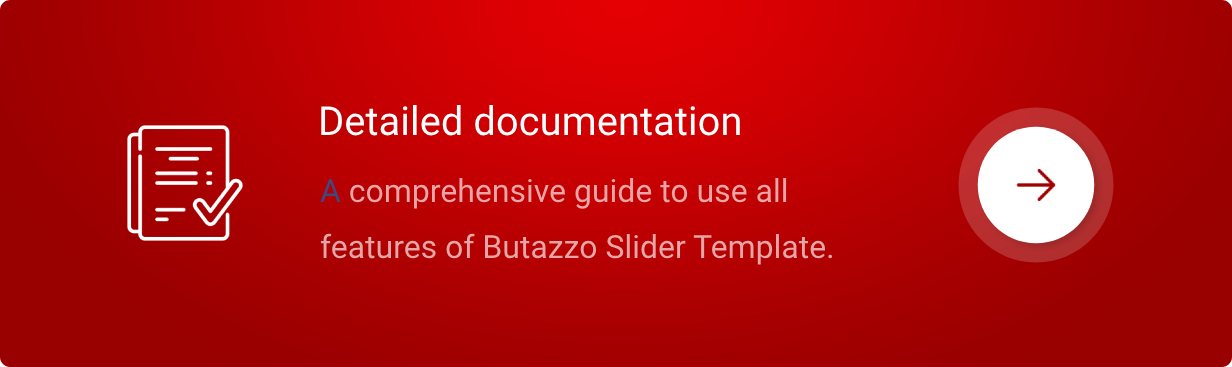 Detailed documentation
A comprehensive guide to use all
features of Butazzo Slider Template.